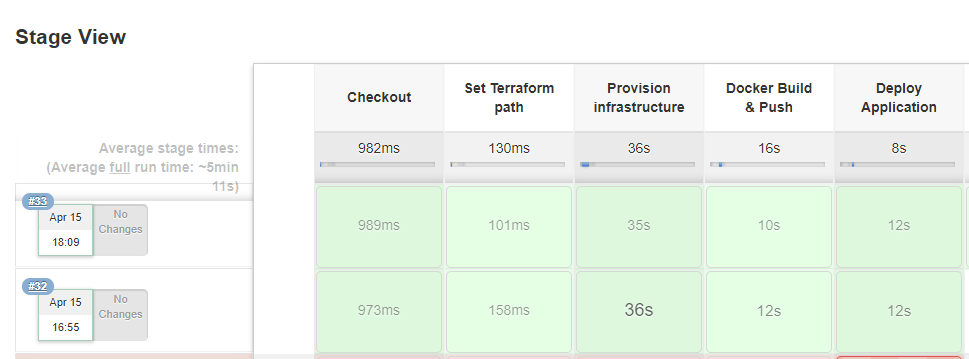 Stage View
Checkout
Set Terraform
path
Provision
infrastructure
Docker Build
& Push
Deploy
Application
Average stage times:
(Average full run time: ~5min
11s)
982ms
130ms
36s
16s
8s
#33
Apr 15
18:09
No
Changes
989ms
101ms
35s
10s
12s
#32
Apr 15
16:55
No
Changes
973ms
158ms
36s
12s
12s